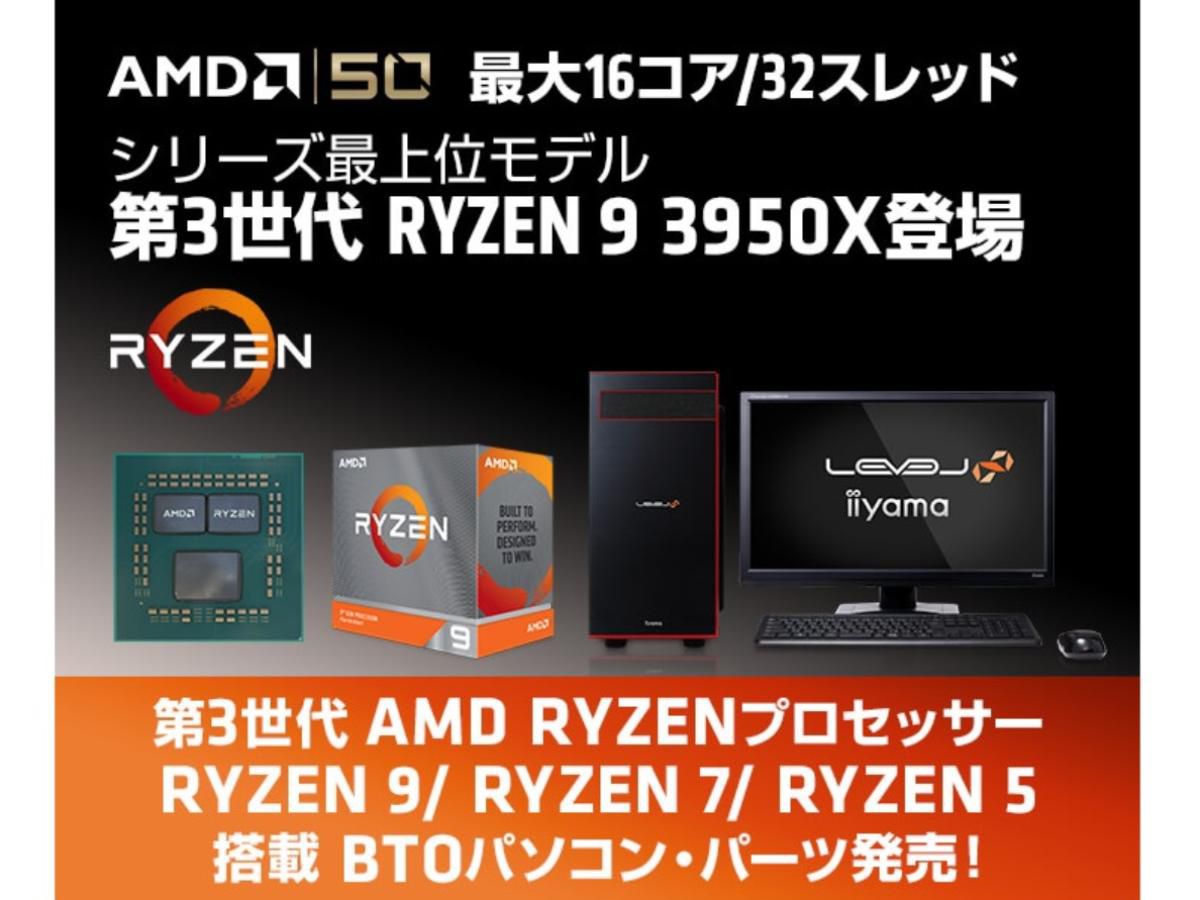 AMD 50 最大16コア/32スレッド
シリーズ最上位モデル
第3世代 RYZEN 9 3950X登場
RYZEN
AMD RYZEN
AMD
RYZEN
9
AMD
BUILT TO
PERFORM.
DESIGNED
TO WIN.
AMD
LEVEL
iiyama
LEVEL
iiyama
第3世代 AMD RYZENプロセッサー
RYZEN 9/ RYZEN 7/ RYZEN 5
搭載 BTOパソコン・パーツ発売!